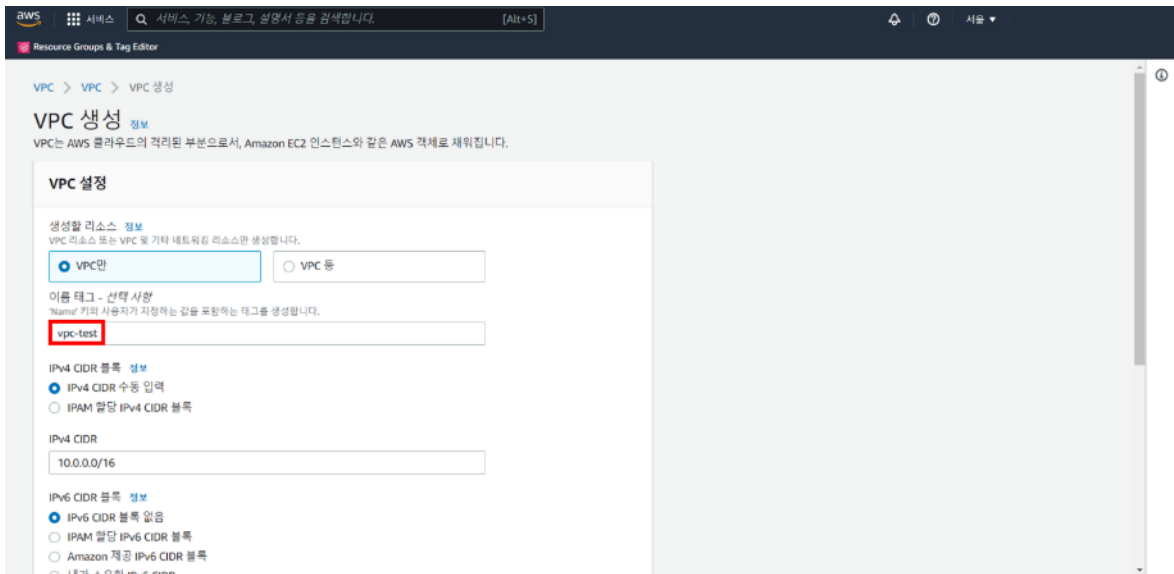 aws 서비스 서비스, 기능, 블로그, 설명서 등을 검색합니다. [Alt+S] 서울 ▼
Resource Groups & Tag Editor
VPC > VPC > VPC 생성
VPC 생성 정보
VPC는 AWS 클라우드의 격리된 부분으로서, Amazon EC2 인스턴스와 같은 AWS 객체로 채워집니다.
VPC 설정
생성할 리소스 정보
VPC 리소스 또는 VPC 및 기타 네트워킹 리소스만 생성합니다.
VPC만 VPC 등
이름 태그 - 선택 사항
'Name' 키와 사용자가 지정하는 값을 포함하는 태그를 생성합니다.
vpc-test
IPv4 CIDR 블록 정보
IPv4 CIDR 수동 입력
IPAM 할당 IPv4 CIDR 블록
IPv4 CIDR
10.0.0.0/16
IPv6 CIDR 블록 정보
IPv6 CIDR 블록 없음
IPAM 할당 IPv6 CIDR 블록
Amazon 제공 IPv6 CIDR 블록